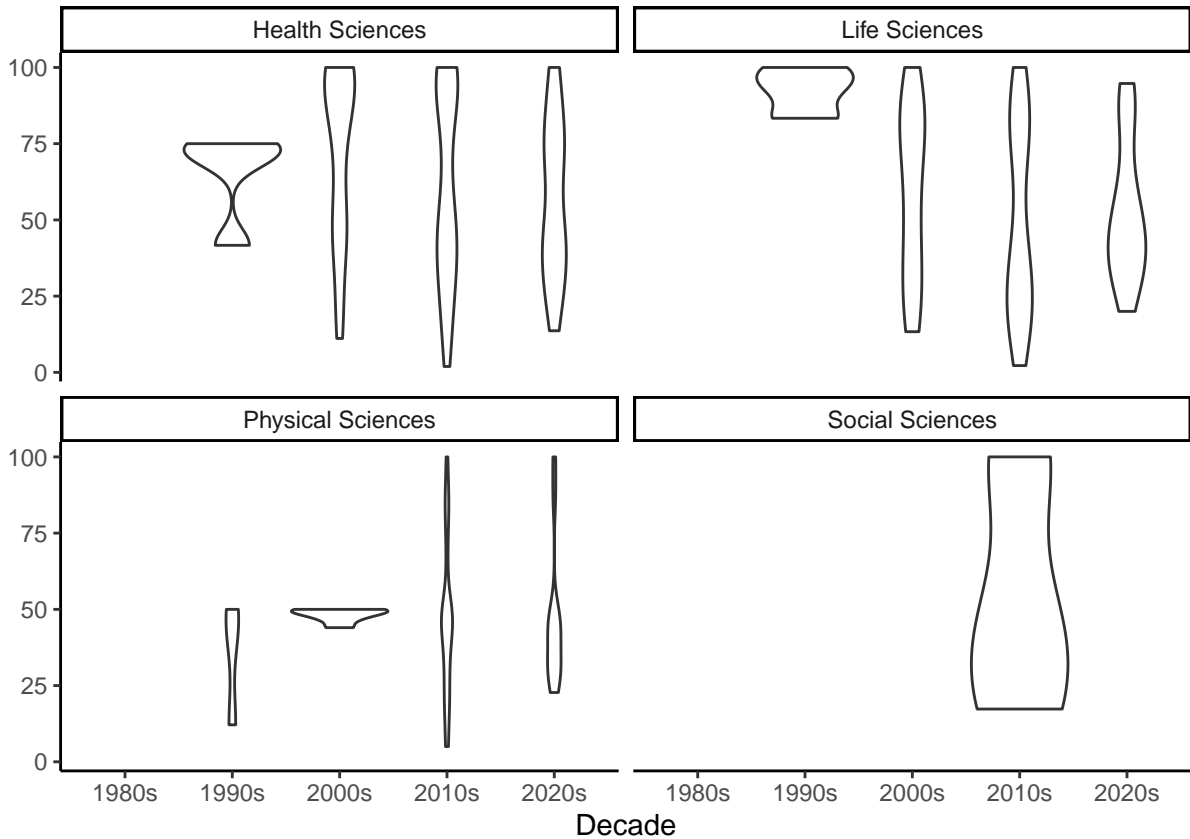 Health Sciences
Life Sciences
100
75
50
25
0
Physical Sciences
Social Sciences
100
75
50
25
0
1980s 1990s 2000s 2010s 2020s
1980s 1990s 2000s 2010s 2020s
Decade